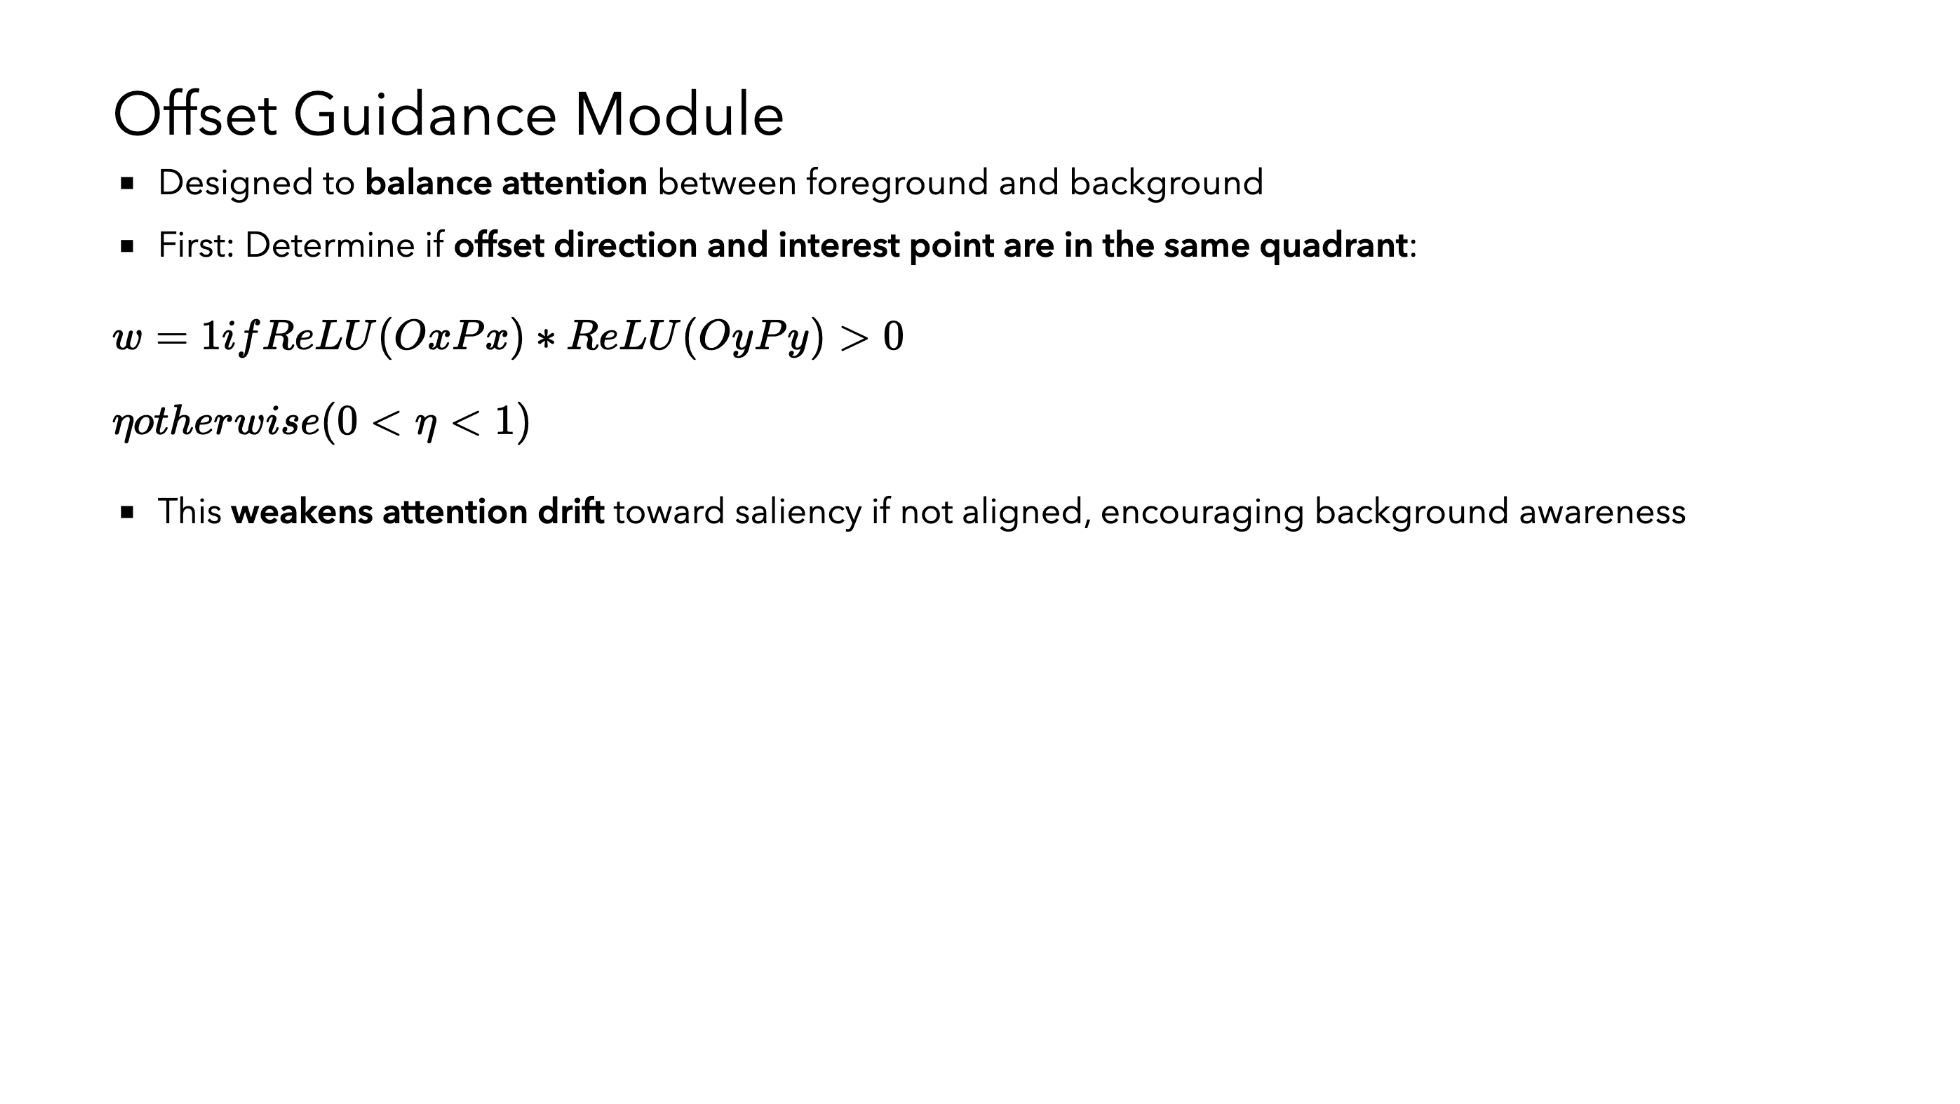 Offset Guidance Module
▪ Designed to balance attention between foreground and background
▪ First: Determine if offset direction and interest point are in the same quadrant:
w = 1ifReLU(OxPx) ∗ ReLU(OyPy) > 0
ηotherwise(0 < η < 1)
▪ This weakens attention drift toward saliency if not aligned, encouraging background awareness